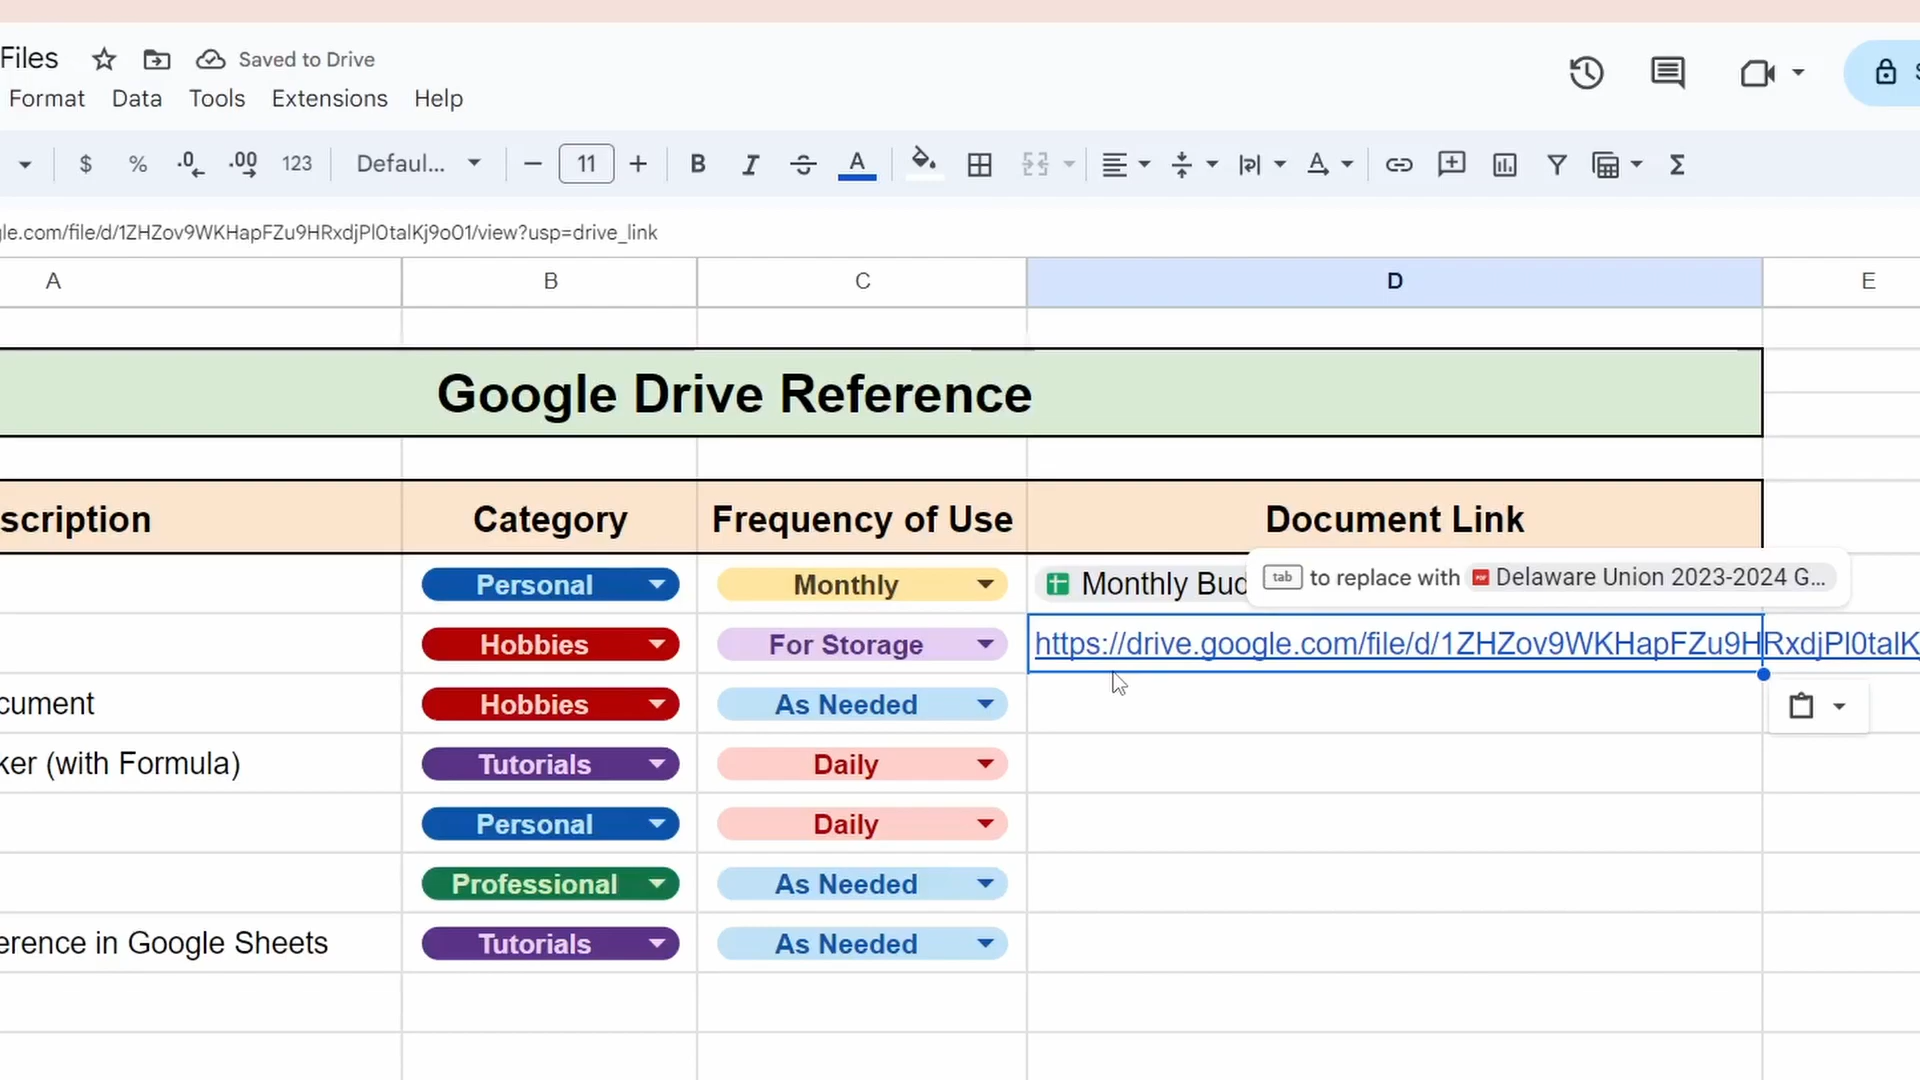 Files Saved to Drive
Format Data Tools Extensions Help
$ % .0 .00 123 Defaul... 11 B I A
gle.com/file/d/1ZHZov9WKHapFZu9HRxdjPl0talKj9oO1/view?usp=drive_link
A B C D E
Google Drive Reference
scription Category Frequency of Use Document Link
Personal Monthly Monthly Bud
tab to replace with Delaware Union 2023-2024 G...
Hobbies For Storage https://drive.google.com/file/d/1ZHZov9WKHapFZu9HRxdjPl0talK
cument Hobbies As Needed
ker (with Formula) Tutorials Daily
Personal Daily
Professional As Needed
erence in Google Sheets Tutorials As Needed